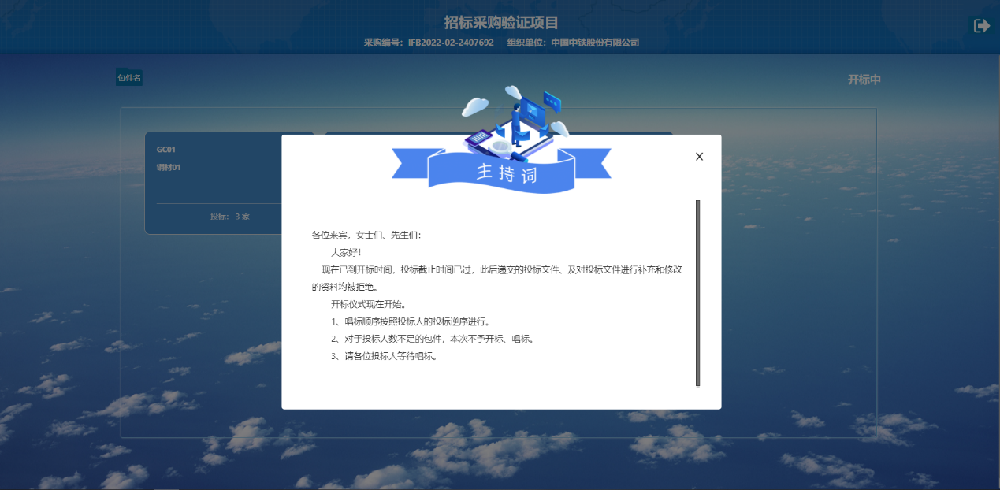 招标采购验证项目
采购编号：IFB2022-02-2407692 组织单位：中国中铁股份有限公司
包件名
开标中
GC01
钢材01
投标： 3 家
主持词
各位来宾，女士们、先生们：
大家好！
现在已到开标时间，投标截止时间已过，此后递交的投标文件、及对投标文件进行补充和修改
的资料均被拒绝。
开标仪式现在开始。
1、唱标顺序按照投标人的投标逆序进行。
2、对于投标人数不足的包件，本次不予开标、唱标。
3、请各位投标人等待唱标。